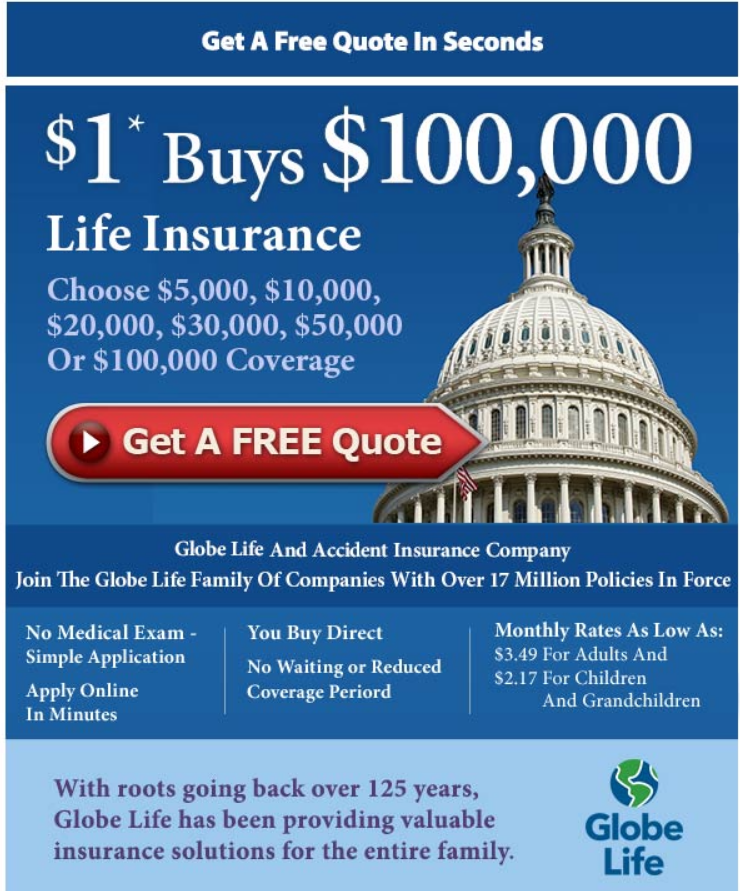 Get A Free Quote In Seconds
$1* Buys $100,000
Life Insurance
Choose $5,000, $10,000,
$20,000, $30,000, $50,000
Or $100,000 Coverage
Get A FREE Quote
Globe Life And Accident Insurance Company
Join The Globe Life Family Of Companies With Over 17 Million Policies In Force
No Medical Exam -
Simple Application
Apply Online
In Minutes
You Buy Direct
No Waiting or Reduced
Coverage Periord
Monthly Rates As Low As:
$3.49 For Adults And
$2.17 For Children
And Grandchildren
With roots going back over 125 years,
Globe Life has been providing valuable
insurance solutions for the entire family.
Globe
Life